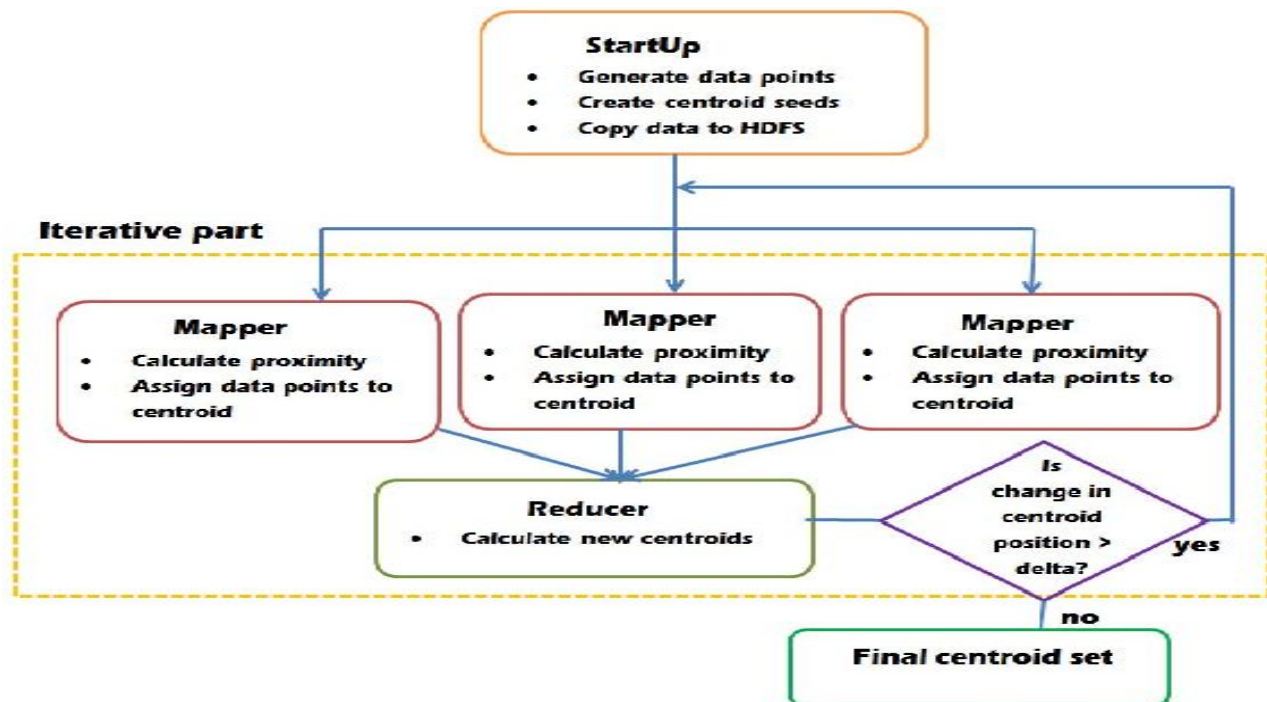 StartUp
• Generate data points
• Create centroid seeds
• Copy data to HDFS
Iterative part
Mapper
• Calculate proximity
• Assign data points to
centroid
Mapper
• Calculate proximity
• Assign data points to
centroid
Mapper
• Calculate proximity
• Assign data points to
centroid
Reducer
• Calculate new centroids
Is
change in
centroid
position >
delta?
yes
no
Final centroid set